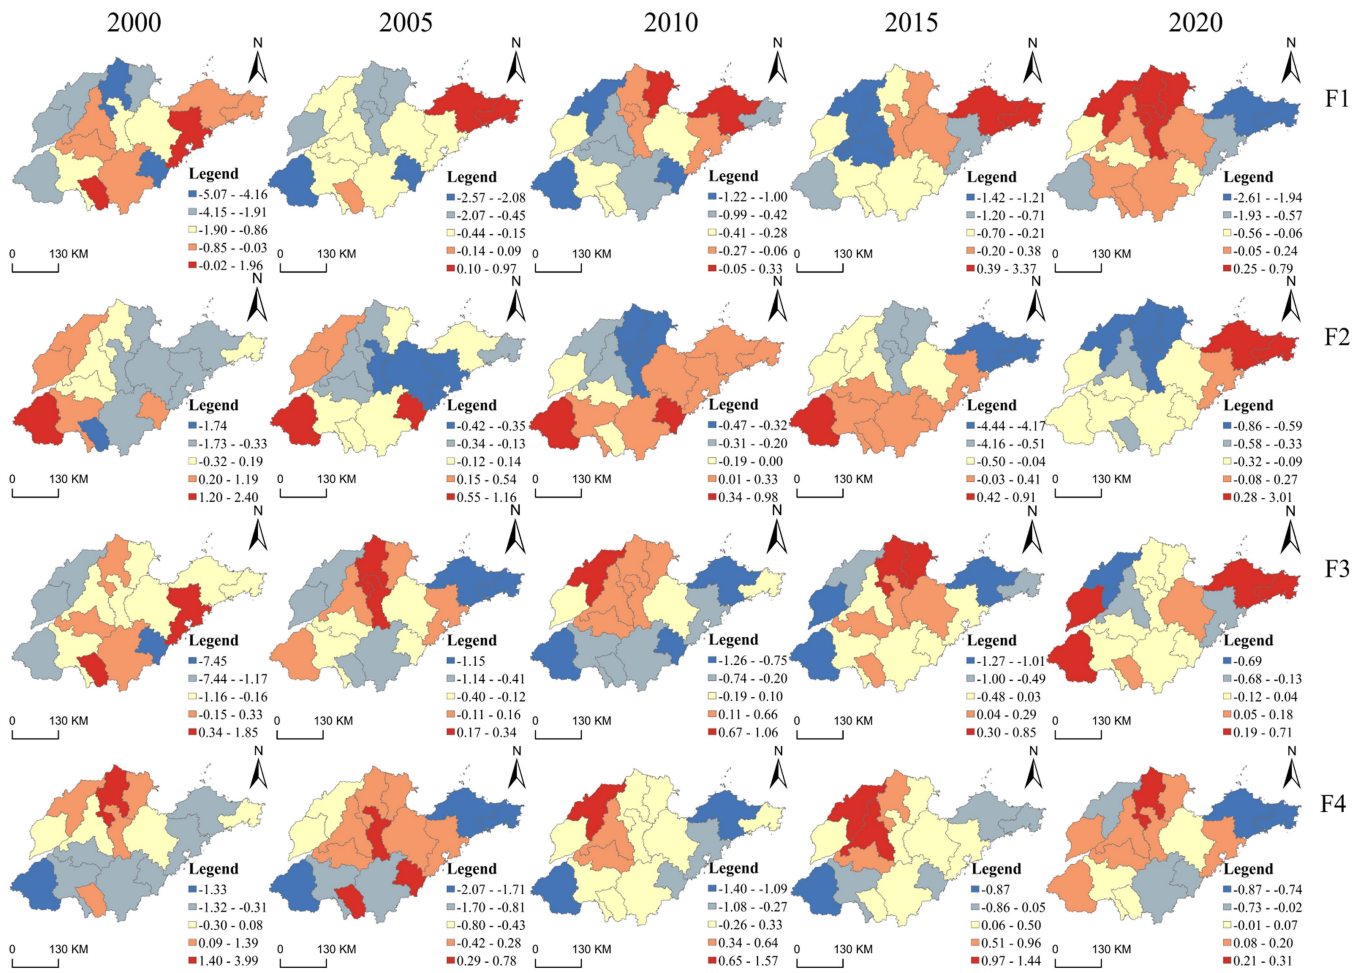 2000 2005 2010 2015 2020
N N N N N
F1
Legend Legend Legend Legend Legend
-5.07 - -4.16 -2.57 - -2.08 -1.22 - -1.00 -1.42 - -1.21 -2.61 - -1.94
-4.15 - -1.91 -2.07 - -0.45 -0.99 - -0.42 -1.20 - -0.71 -1.93 - -0.57
-1.90 - -0.86 -0.44 - -0.15 -0.41 - -0.28 -0.70 - -0.21 -0.56 - -0.06
-0.85 - -0.03 -0.14 - 0.09 -0.27 - -0.06 -0.20 - 0.38 -0.05 - 0.24
-0.02 - 1.96 0.10 - 0.97 -0.05 - 0.33 0.39 - 3.37 0.25 - 0.79
0 130 KM 0 130 KM 0 130 KM 0 130 KM 0 130 KM
N N N N N
F2
Legend Legend Legend Legend Legend
-1.74 -0.42 - -0.35 -0.47 - -0.32 -4.44 - -4.17 -0.86 - -0.59
-1.73 - -0.33 -0.34 - -0.13 -0.31 - -0.20 -4.16 - -0.51 -0.58 - -0.33
-0.32 - 0.19 -0.12 - 0.14 -0.19 - 0.00 -0.50 - -0.04 -0.32 - -0.09
0.20 - 1.19 0.15 - 0.54 0.01 - 0.33 -0.03 - 0.41 -0.08 - 0.27
1.20 - 2.40 0.55 - 1.16 0.34 - 0.98 0.42 - 0.91 0.28 - 3.01
0 130 KM 0 130 KM 0 130 KM 0 130 KM 0 130 KM
N N N N N
F3
Legend Legend Legend Legend Legend
-7.45 -1.15 -1.26 - -0.75 -1.27 - -1.01 -0.69
-7.44 - -1.17 -1.14 - -0.41 -0.74 - -0.20 -1.00 - -0.49 -0.68 - -0.13
-1.16 - -0.16 -0.40 - -0.12 -0.19 - 0.10 -0.48 - 0.03 -0.12 - 0.04
-0.15 - 0.33 -0.11 - 0.16 0.11 - 0.66 0.04 - 0.29 0.05 - 0.18
0.34 - 1.85 0.17 - 0.34 0.67 - 1.06 0.30 - 0.85 0.19 - 0.71
0 130 KM 0 130 KM 0 130 KM 0 130 KM 0 130 KM
N N N N N
F4
Legend Legend Legend Legend Legend
-1.33 -2.07 - -1.71 -1.40 - -1.09 -0.87 -0.87 - -0.74
-1.32 - -0.31 -1.70 - -0.81 -1.08 - -0.27 -0.86 - 0.05 -0.73 - -0.02
-0.30 - 0.08 -0.80 - -0.43 -0.26 - 0.33 0.06 - 0.50 -0.01 - 0.07
0.09 - 1.39 -0.42 - 0.28 0.34 - 0.64 0.51 - 0.96 0.08 - 0.20
1.40 - 3.99 0.29 - 0.78 0.65 - 1.57 0.97 - 1.44 0.21 - 0.31
0 130 KM 0 130 KM 0 130 KM 0 130 KM 0 130 KM